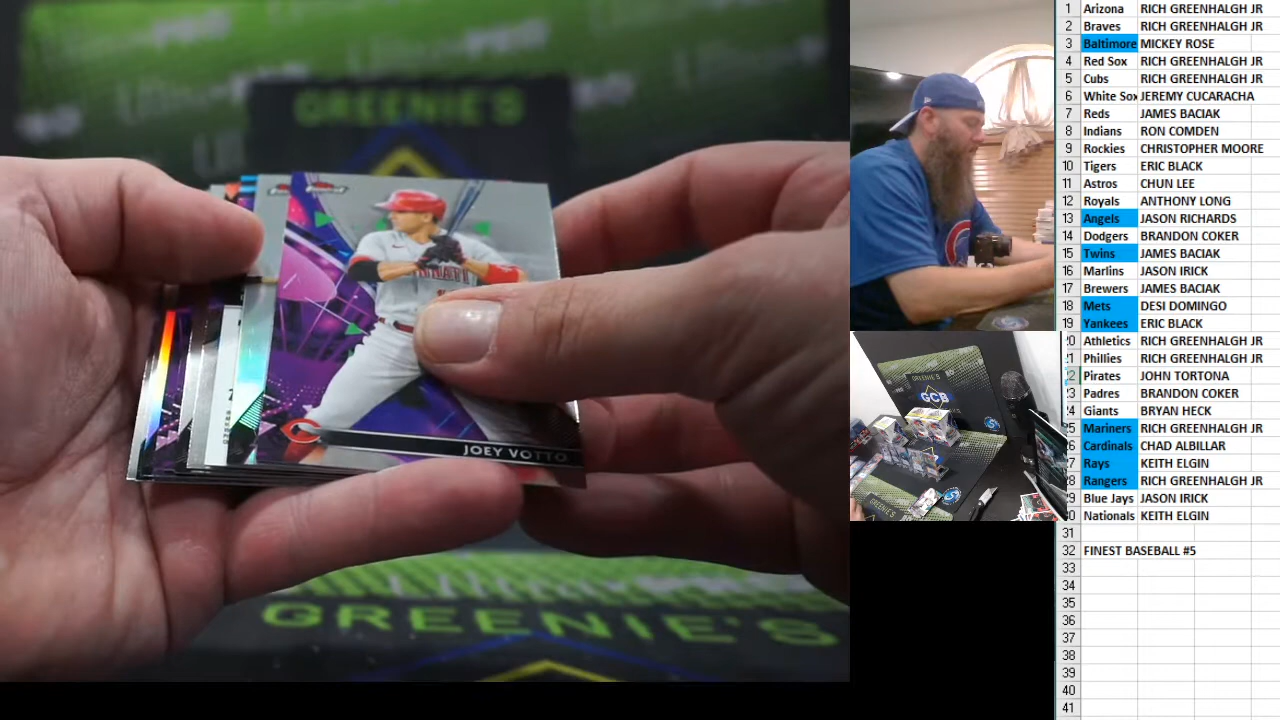 GREENIE'S
JOEY VOTTO
GREENIE'S
GREENIE'S
GCB
GREENIE'S
1 Arizona RICH GREENHALGH JR
2 Braves RICH GREENHALGH JR
3 Baltimore MICKEY ROSE
4 Red Sox RICH GREENHALGH JR
5 Cubs RICH GREENHALGH JR
6 White Sox JEREMY CUCARACHA
7 Reds JAMES BACIAK
8 Indians RON COMDEN
9 Rockies CHRISTOPHER MOORE
10 Tigers ERIC BLACK
11 Astros CHUN LEE
12 Royals ANTHONY LONG
13 Angels JASON RICHARDS
14 Dodgers BRANDON COKER
15 Twins JAMES BACIAK
16 Marlins JASON IRICK
17 Brewers JAMES BACIAK
18 Mets DESI DOMINGO
19 Yankees ERIC BLACK
20 Athletics RICH GREENHALGH JR
21 Phillies RICH GREENHALGH JR
22 Pirates JOHN TORTONA
23 Padres BRANDON COKER
24 Giants BRYAN HECK
25 Mariners RICH GREENHALGH JR
26 Cardinals CHAD ALBILLAR
27 Rays KEITH ELGIN
28 Rangers RICH GREENHALGH JR
29 Blue Jays JASON IRICK
30 Nationals KEITH ELGIN
31
32 FINEST BASEBALL #5
33
34
35
36
37
38
39
40
41